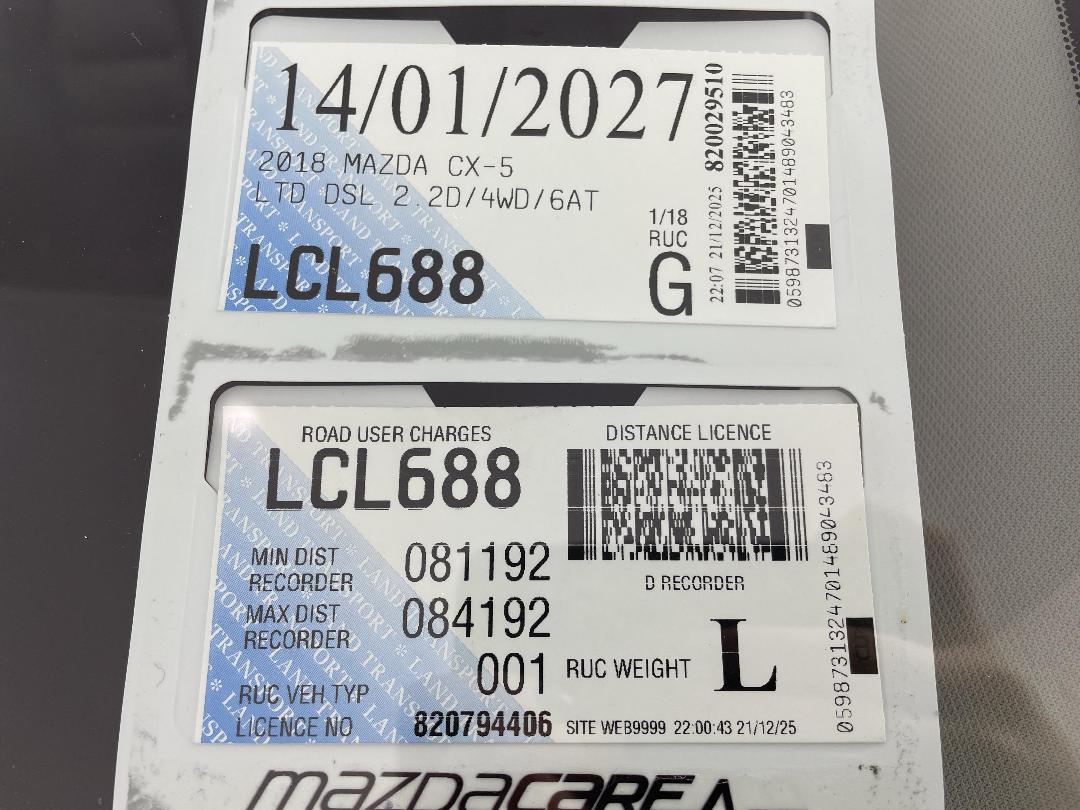 14/01/2027
2018 MAZDA CX-5
LTD DSL 2.2D/4WD/6AT
LCL688
1/18
RUC
G
22:07 21/12/2025 820029510
0598731324701489043483
ROAD USER CHARGES
LCL688
MIN DIST
RECORDER 081192
MAX DIST
RECORDER 084192
RUC VEH TYP 001
LICENCE NO 820794406
DISTANCE LICENCE
D RECORDER
RUC WEIGHT L
SITE WEB9999 22:00:43 21/12/25
0598731324701489043483
LAND TRANSPORT
mazDacare